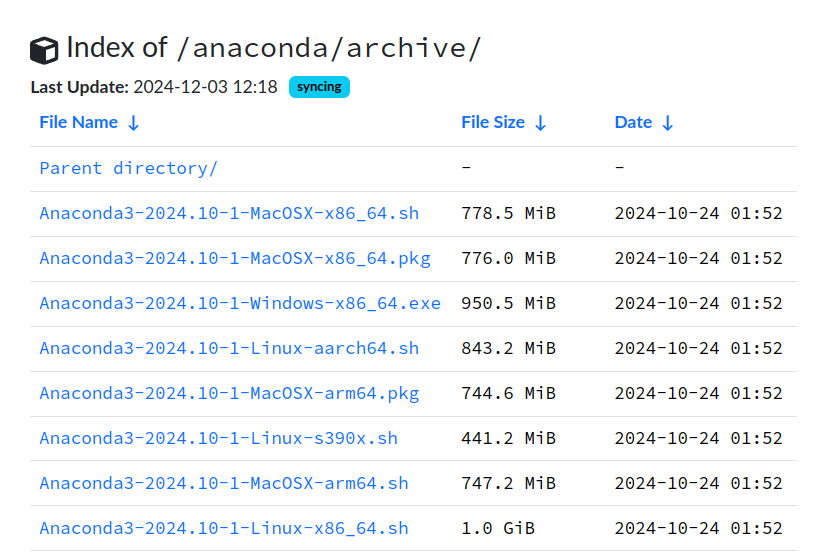 Index of /anaconda/archive/
Last Update: 2024-12-03 12:18 syncing
File Name ↓ File Size ↓ Date ↓
Parent directory/ - -
Anaconda3-2024.10-1-MacOSX-x86_64.sh 778.5 MiB 2024-10-24 01:52
Anaconda3-2024.10-1-MacOSX-x86_64.pkg 776.0 MiB 2024-10-24 01:52
Anaconda3-2024.10-1-Windows-x86_64.exe 950.5 MiB 2024-10-24 01:52
Anaconda3-2024.10-1-Linux-aarch64.sh 843.2 MiB 2024-10-24 01:52
Anaconda3-2024.10-1-MacOSX-arm64.pkg 744.6 MiB 2024-10-24 01:52
Anaconda3-2024.10-1-Linux-s390x.sh 441.2 MiB 2024-10-24 01:52
Anaconda3-2024.10-1-MacOSX-arm64.sh 747.2 MiB 2024-10-24 01:52
Anaconda3-2024.10-1-Linux-x86_64.sh 1.0 GiB 2024-10-24 01:52